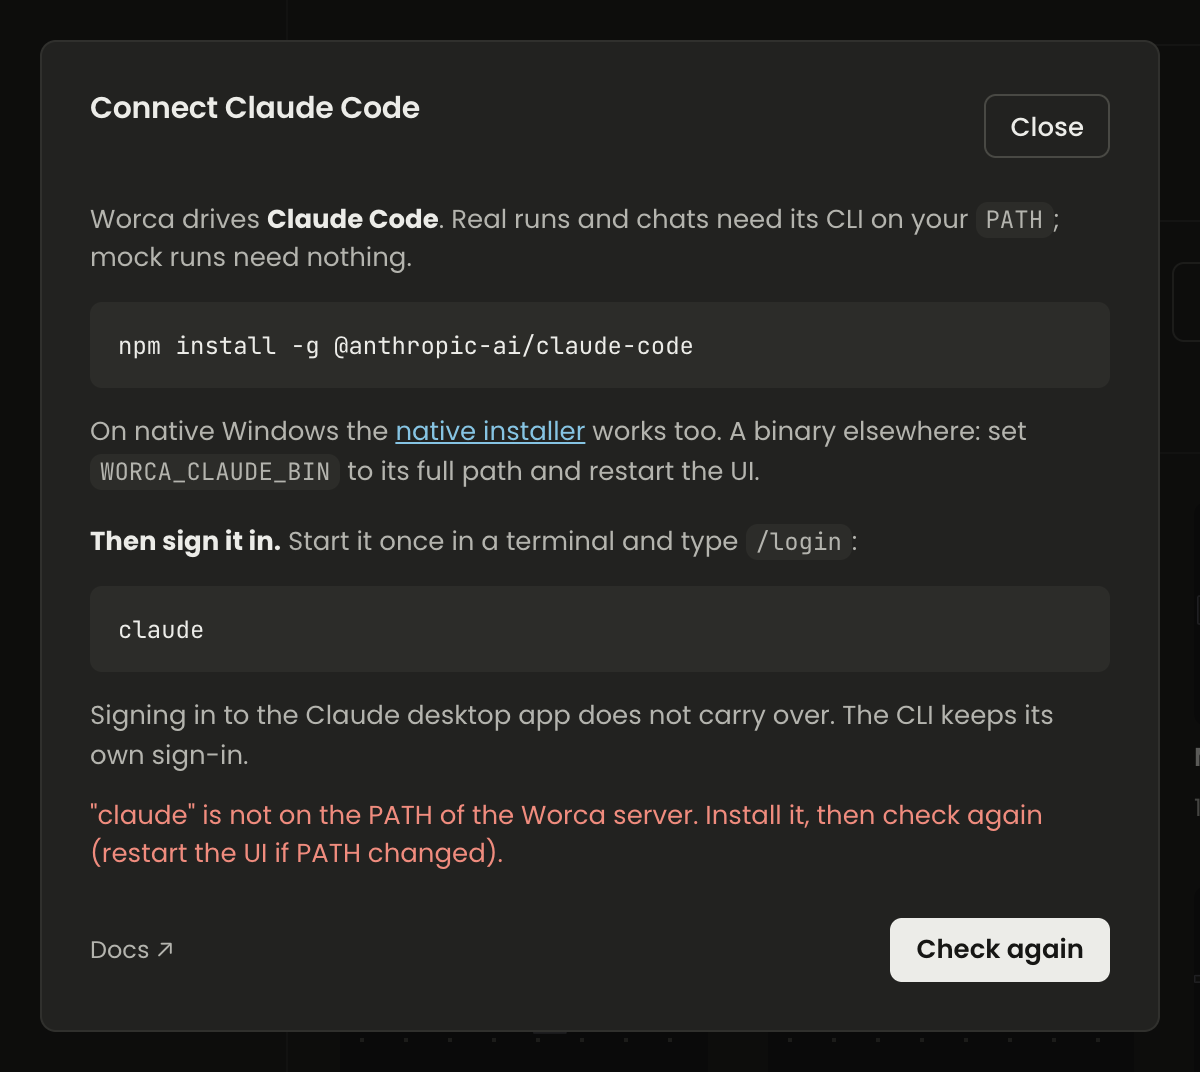 Connect Claude Code
Close
Worca drives Claude Code. Real runs and chats need its CLI on your PATH;
mock runs need nothing.
npm install -g @anthropic-ai/claude-code
On native Windows the native installer works too. A binary elsewhere: set
WORCA_CLAUDE_BIN to its full path and restart the UI.
Then sign it in. Start it once in a terminal and type /login:
claude
Signing in to the Claude desktop app does not carry over. The CLI keeps its
own sign-in.
"claude" is not on the PATH of the Worca server. Install it, then check again
(restart the UI if PATH changed).
Docs ↗
Check again